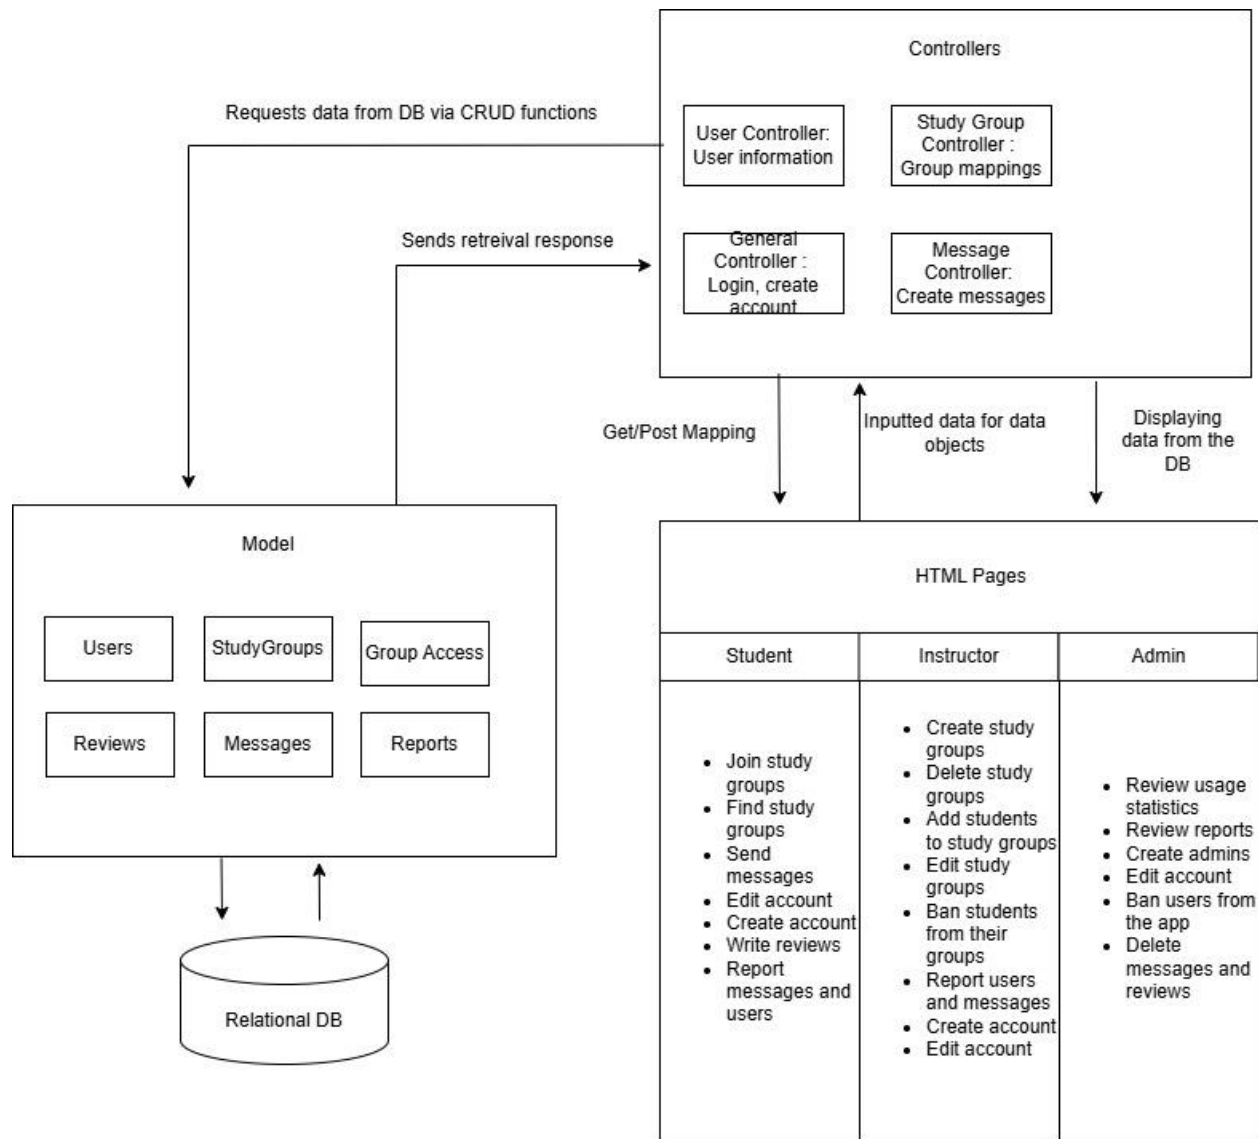 Controllers
Requests data from DB via CRUD functions
User Controller:
User information
Study Group
Controller :
Group mappings
Sends retreival response
General
Controller :
Login, create
account
Message
Controller:
Create messages
Get/Post Mapping
Inputted data for data
objects
Displaying
data from the
DB
Model
Users
StudyGroups
Group Access
Reviews
Messages
Reports
Relational DB
HTML Pages
Student
Instructor
Admin
• Join study
groups
• Find study
groups
• Send
messages
• Edit account
• Create account
• Write reviews
• Report
messages and
users
• Create study
groups
• Delete study
groups
• Add students
to study groups
• Edit study
groups
• Ban students
from their
groups
• Report users
and messages
• Create account
• Edit account
• Review usage
statistics
• Review reports
• Create admins
• Edit account
• Ban users from
the app
• Delete
messages and
reviews